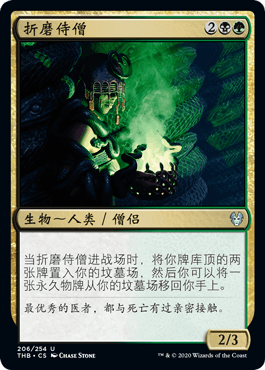 折磨侍僧 2
生物～人类 / 僧侣
当折磨侍僧进战场时，将你牌库顶的两
张牌置入你的坟墓场，然后你可以将一
张永久物牌从你的坟墓场移回你手上。
最优秀的医者，都与死亡有过亲密接触。
2/3
206/254 U
THB • CS CHASE STONE
™ & © 2020 Wizards of the Coast